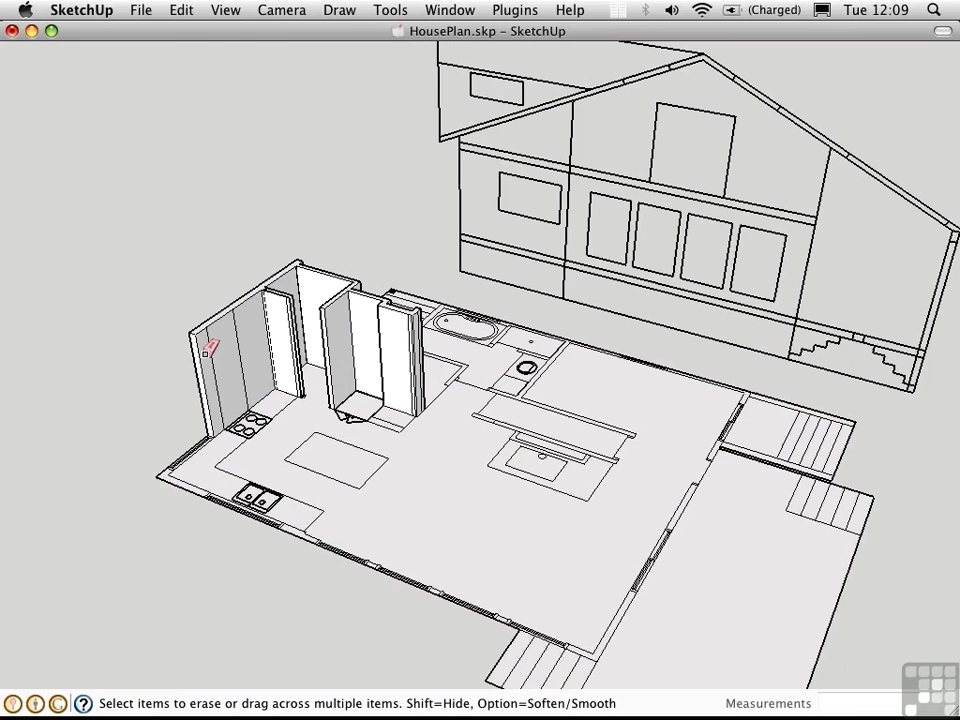 SketchUp File Edit View Camera Draw Tools Window Plugins Help (Charged) Tue 12:09
HousePlan.skp - SketchUp
Select items to erase or drag across multiple items. Shift=Hide, Option=Soften/Smooth Measurements